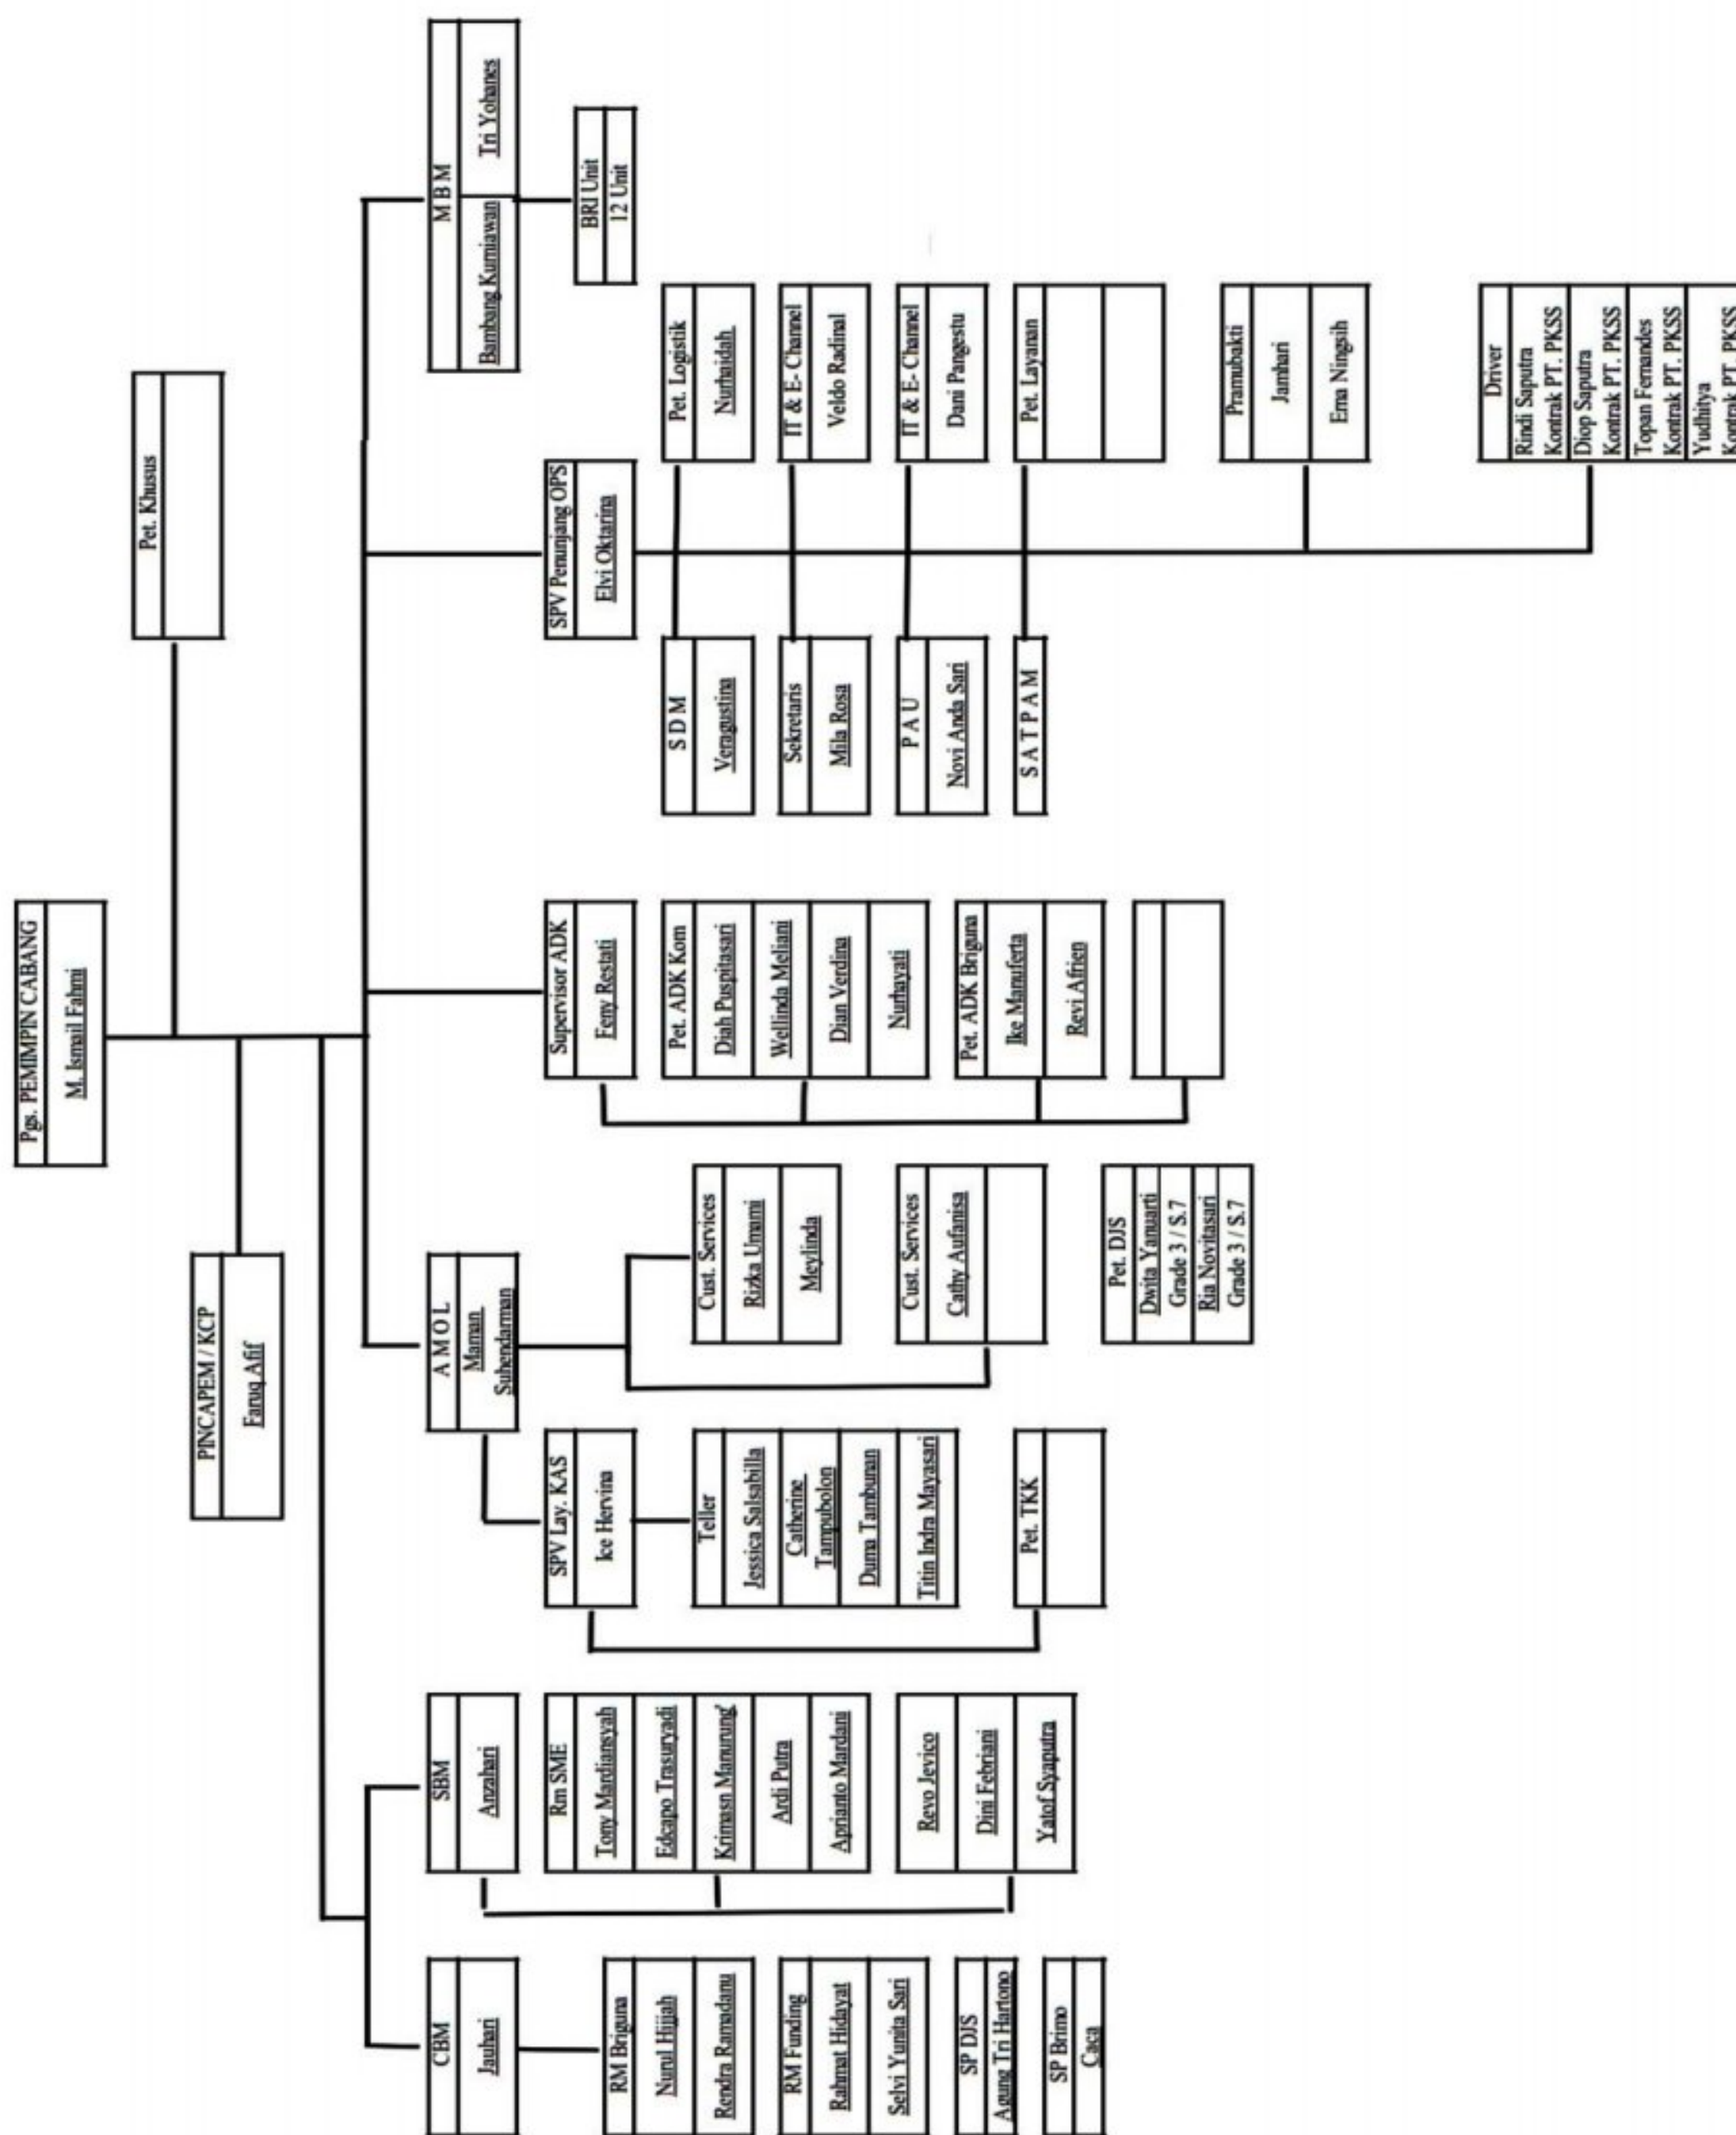 Pgs. PEMIMPIN CABANG
M. Ismail Fahmi
Pet. Khusus
PINCAPEM / KCP
Faruq Afif
CBM
Jauhari
SBM
Anzahari
A M O L
Maman
Suhendarman
M B M
Bambang Kurniawan
Tri Yohanes
BRI Unit
12 Unit
RM Briguna
Nurul Hijjah
Rendra Ramadanu
RM Funding
Rahmat Hidayat
Selvi Yunita Sari
SP DJS
Agung Tri Hartono
SP Brimo
Caca
Rm SME
Tony Mardiansyah
Edcapo Trasuryadi
Krimasn Manurung'
Ardi Putra
Aprianto Mardani
Revo Jevico
Dini Febriani
Yatof Syaputra
SPV Lay. KAS
Ice Hervina
Teller
Jessica Salsabilla
Catherine
Tampubolon
Duma Tambunan
Titin Indra Mayasari
Pet. TKK
Cust. Services
Rizka Umami
Meylinda
Cust. Services
Cathy Aufanisa
Pet. DJS
Dwita Yanuarti
Grade 3 / S.7
Ria Novitasari
Grade 3 / S.7
Supervisor ADK
Feny Restati
Pet. ADK Kom
Diah Puspitasari
Wellinda Meliani
Dian Verdina
Nurhayati
Pet. ADK Briguna
Ike Manuferta
Revi Afrien
SPV Penunjang OPS
Elvi Oktarina
S D M
Veragustina
Sekretaris
Mila Rosa
P A U
Novi Anda Sari
S A T P A M
Pet. Logistik
Nurhaidah
IT & E- Channel
Veldo Radinal
IT & E- Channel
Dani Pangestu
Pet. Layanan
Pramubakti
Jamhari
Erna Ningsih
Driver
Rindi Saputra
Kontrak PT. PKSS
Diop Saputra
Kontrak PT. PKSS
Topan Fernandes
Kontrak PT. PKSS
Yudhitya
Kontrak PT. PKSS